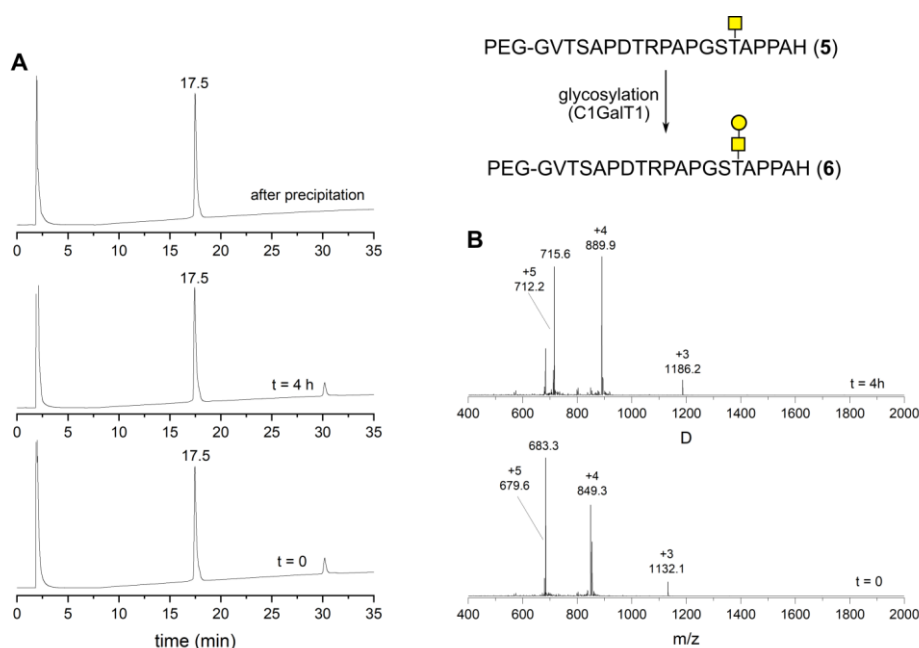 A
17.5
after precipitation
0 5 10 15 20 25 30 35
17.5
t = 4 h
0 5 10 15 20 25 30 35
17.5
t = 0
0 5 10 15 20 25 30 35
time (min)
PEG-GVTSAPDTRPAPGSTAPPAH (5)
glycosylation
(C1GalT1)
PEG-GVTSAPDTRPAPGSTAPPAH (6)
B
+4
889.9
715.6
+5
712.2
+3
1186.2
t = 4h
400 600 800 1000 1200 1400 1600 1800 2000
D
683.3
+5
679.6
+4
849.3
+3
1132.1
t = 0
400 600 800 1000 1200 1400 1600 1800 2000
m/z